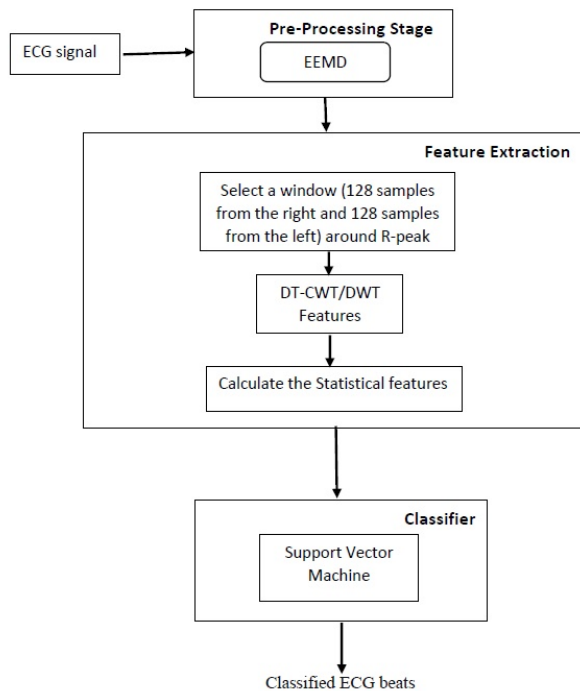 Pre-Processing Stage
ECG signal
EEMD
Feature Extraction
Select a window (128 samples
from the right and 128 samples
from the left) around R-peak
DT-CWT/DWT
Features
Calculate the Statistical features
Classifier
Support Vector
Machine
Classified ECG beats